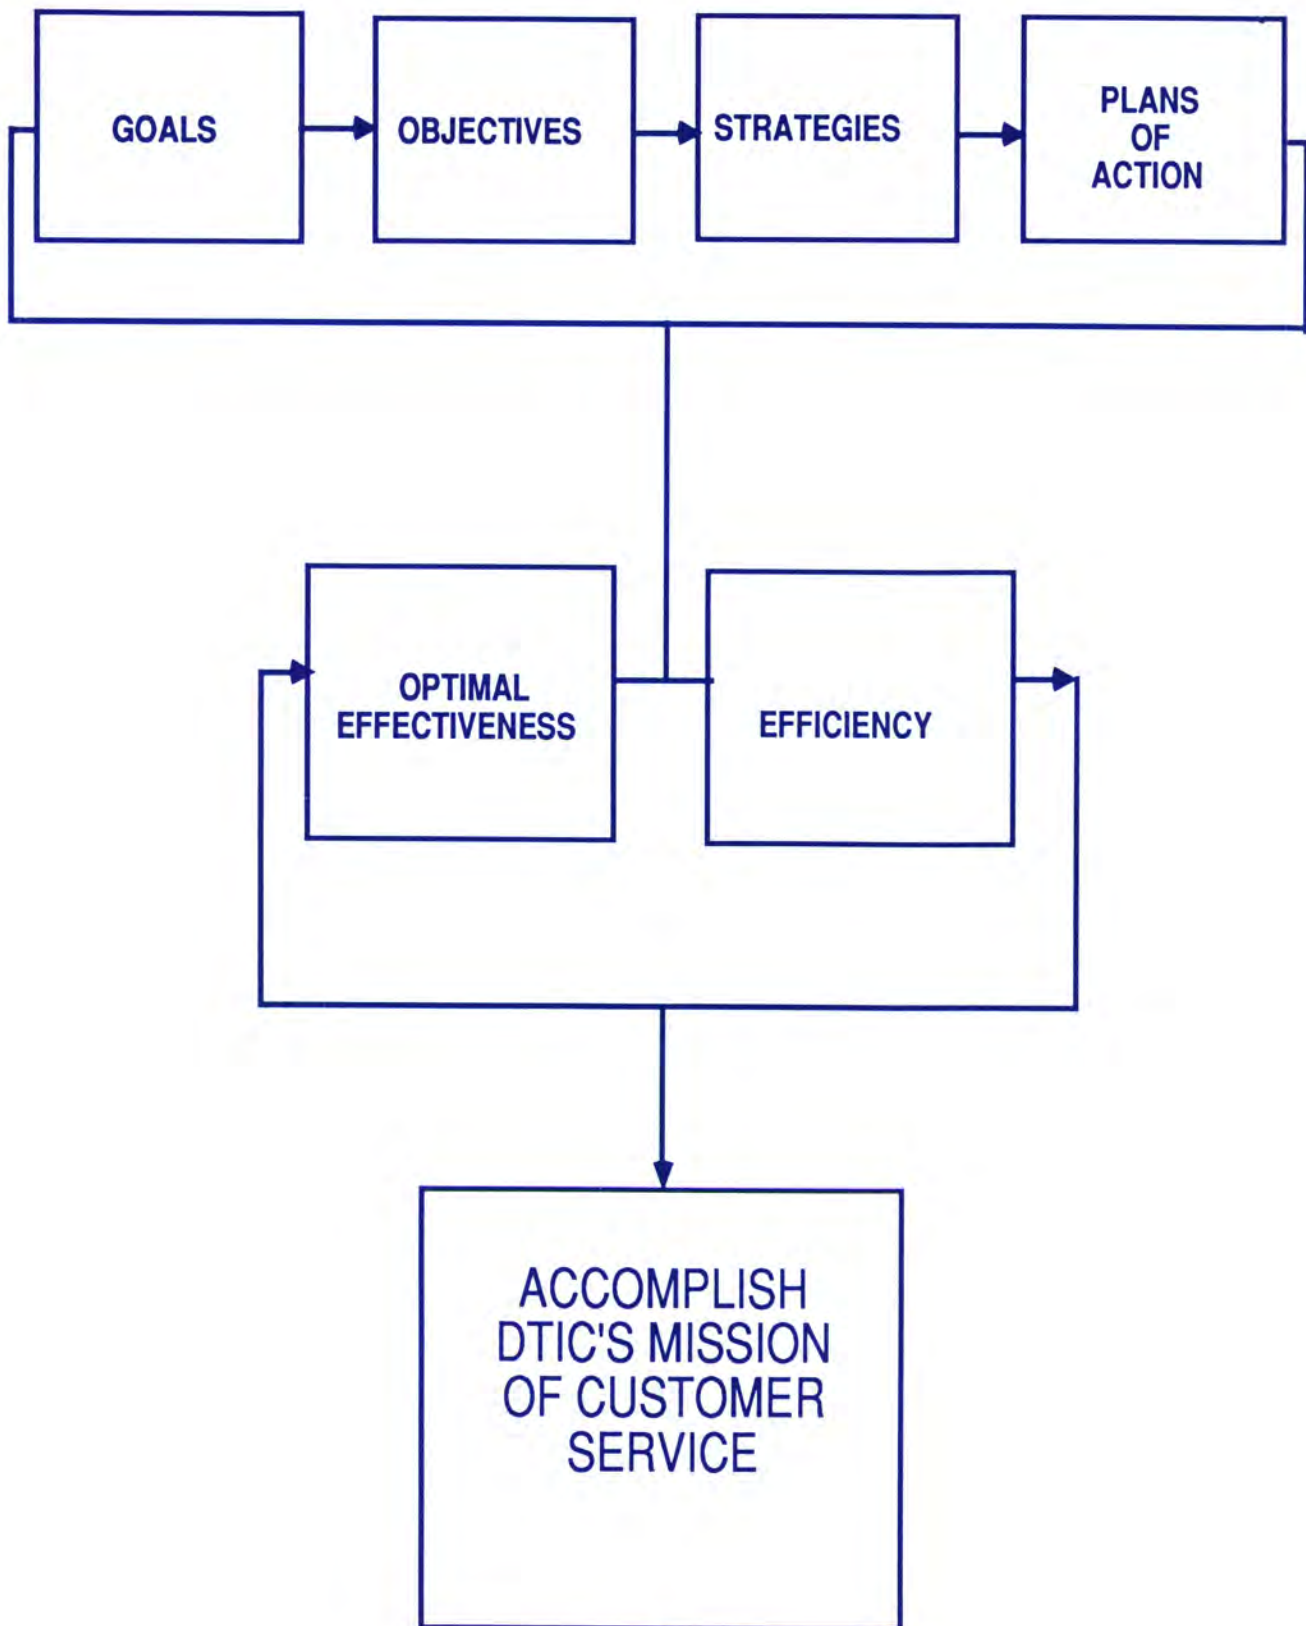 GOALS
OBJECTIVES
STRATEGIES
PLANS
OF
ACTION
OPTIMAL
EFFECTIVENESS
EFFICIENCY
ACCOMPLISH
DTIC'S MISSION
OF CUSTOMER
SERVICE